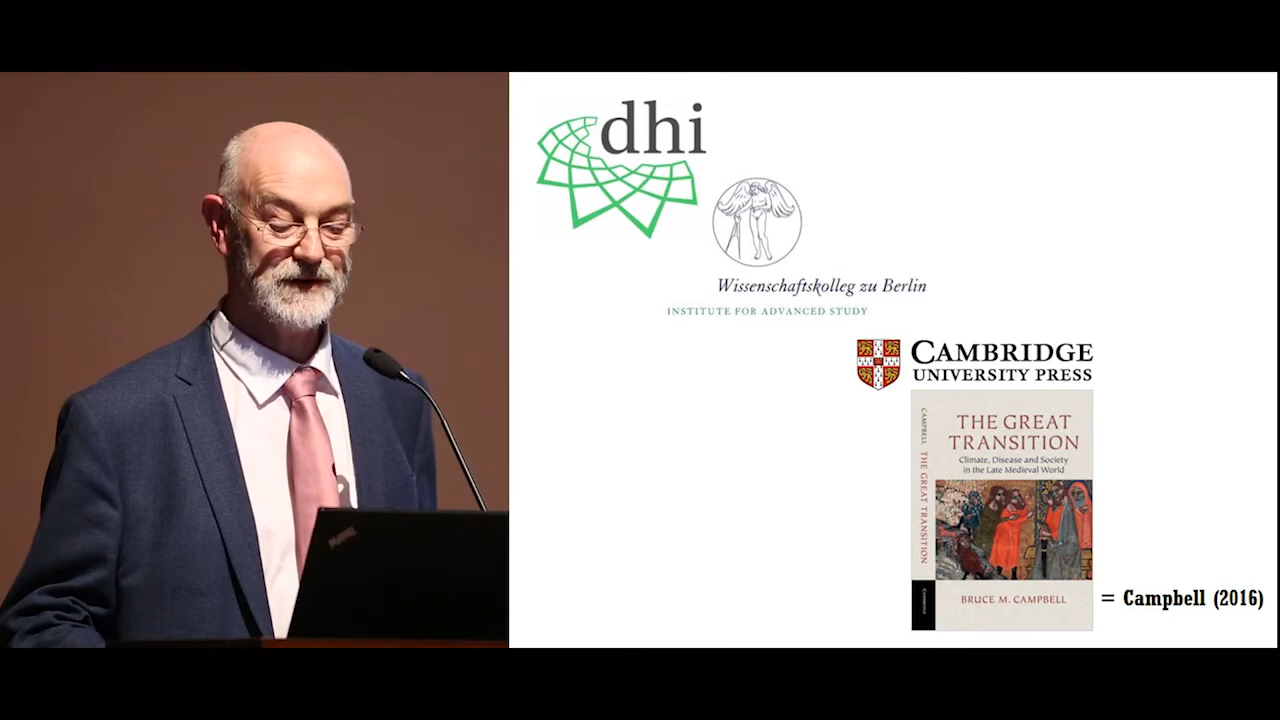 dhi
Wissenschaftskolleg zu Berlin
INSTITUTE FOR ADVANCED STUDY
CAMBRIDGE
UNIVERSITY PRESS
CAMPBELL THE GREAT TRANSITION
CAMBRIDGE
THE GREAT
TRANSITION
Climate, Disease and Society
in the Late Medieval World
BRUCE M. CAMPBELL
= Campbell (2016)